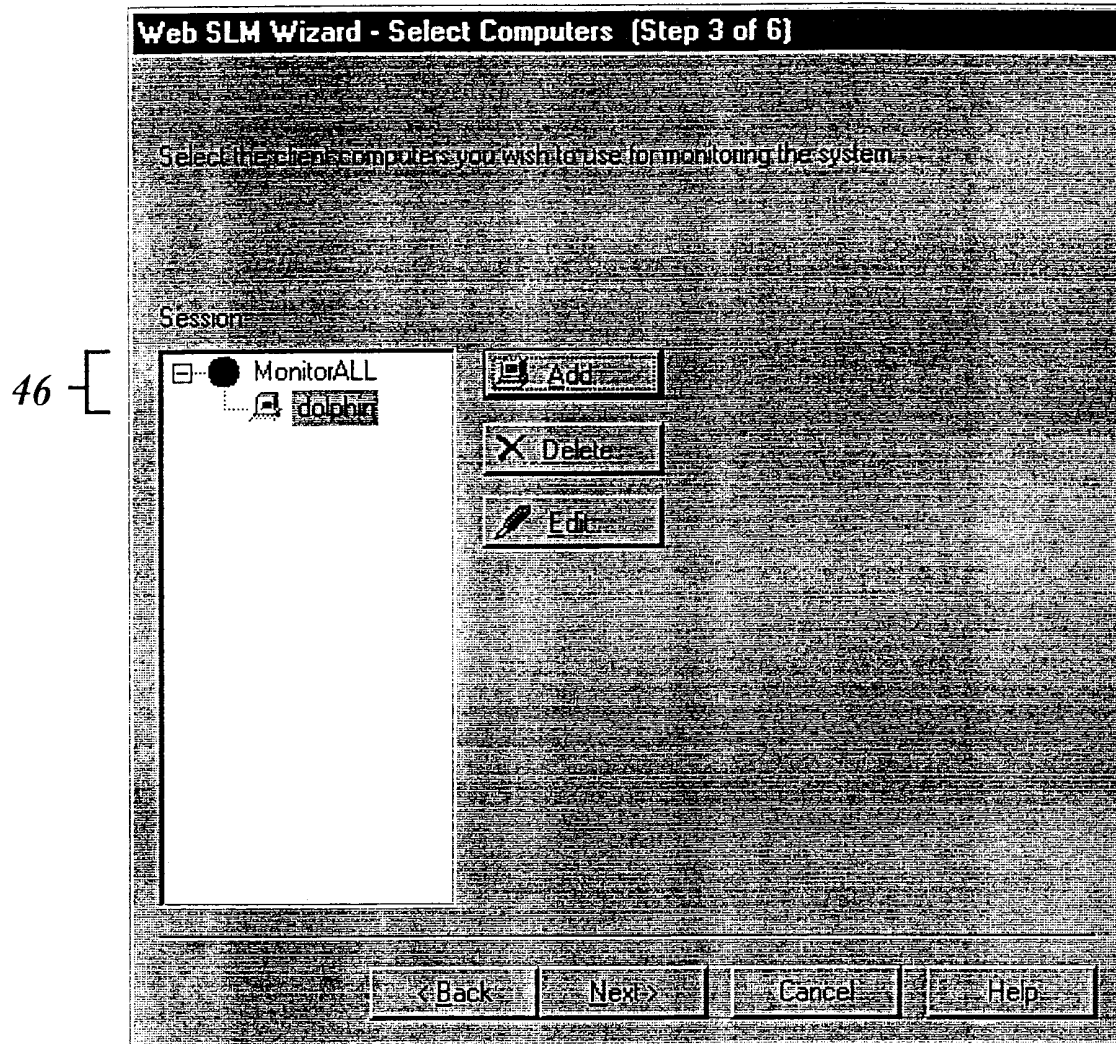 Web SLM Wizard - Select Computers (Step 3 of 6)
Select the client computers you wish to use for monitoring the system.
Session:
46
MonitorALL
dolphin
Add...
Delete...
Edit...
< Back
Next >
Cancel
Help